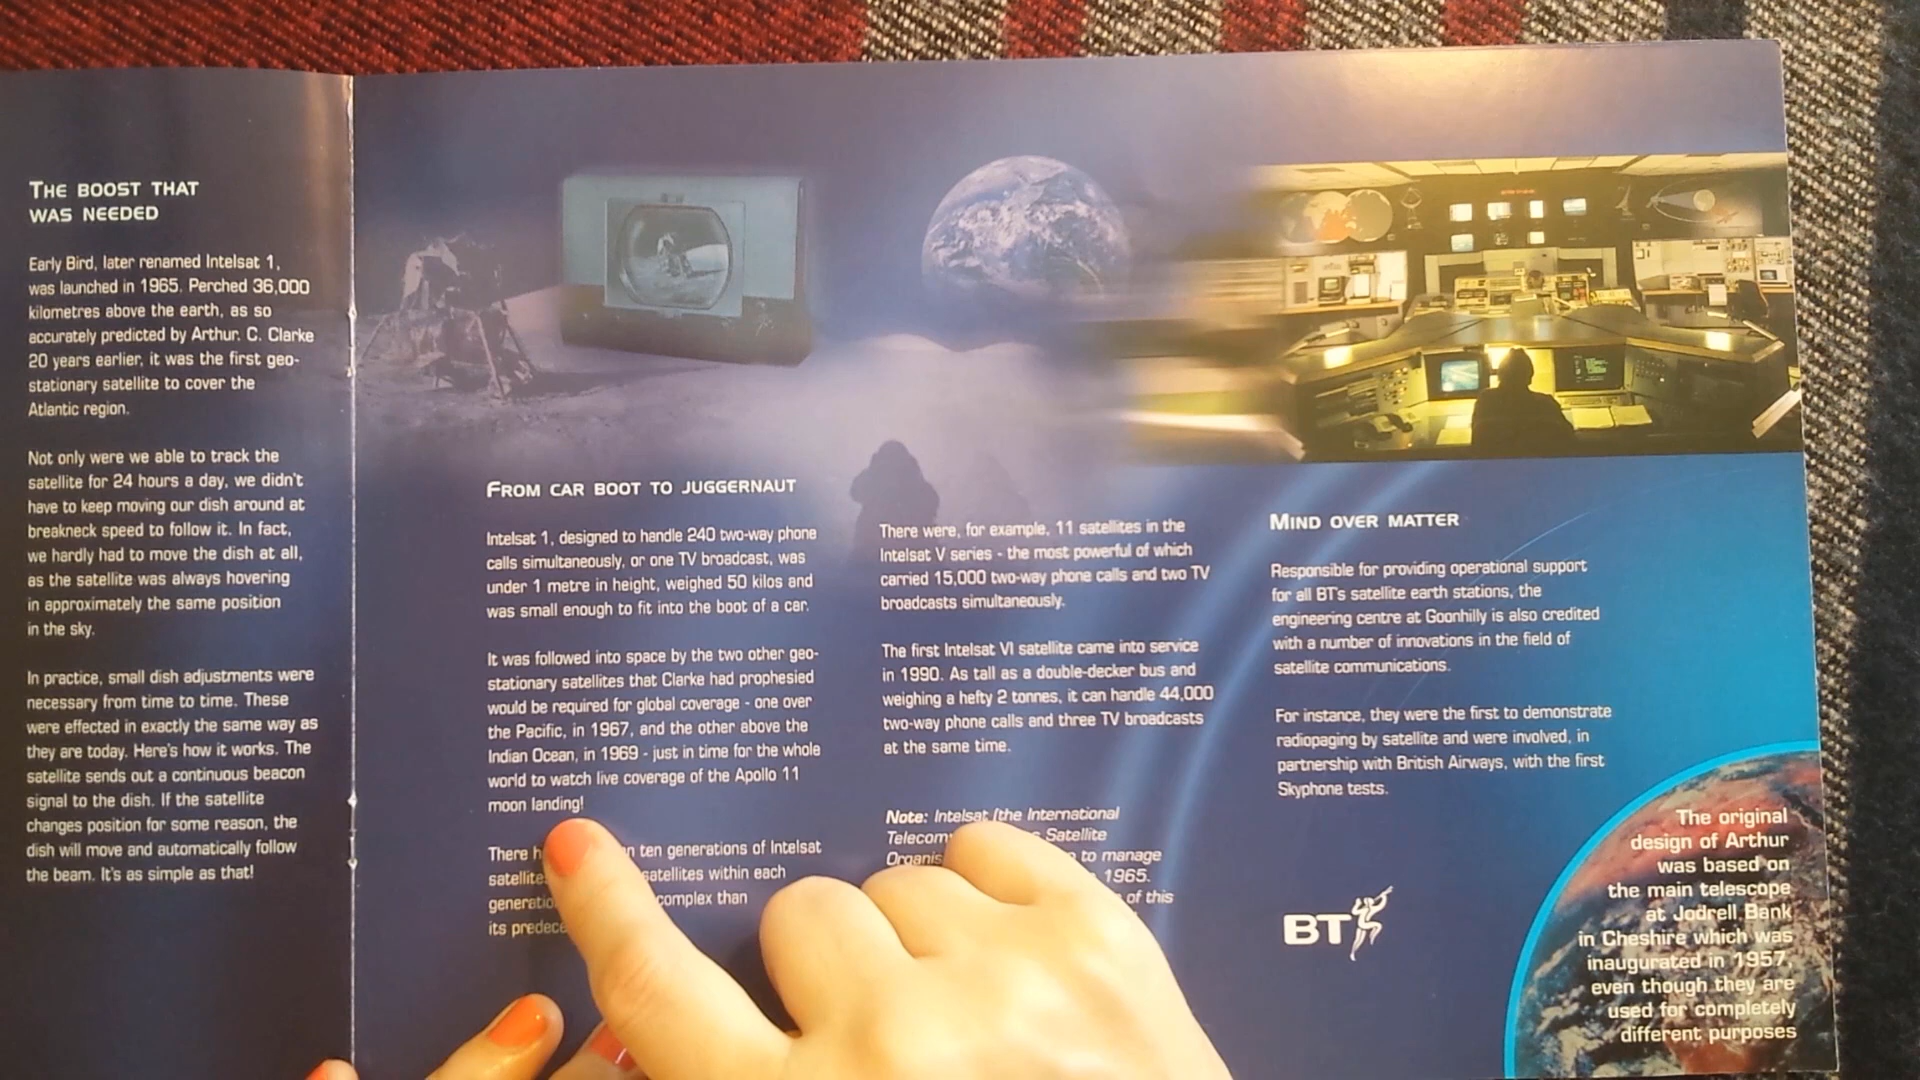 THE BOOST THAT
WAS NEEDED
Early Bird, later renamed Intelsat 1,
was launched in 1965. Perched 36,000
kilometres above the earth, as so
accurately predicted by Arthur. C. Clarke
20 years earlier, it was the first geo-
stationary satellite to cover the
Atlantic region.
Not only were we able to track the
satellite for 24 hours a day, we didn't
have to keep moving our dish around at
breakneck speed to follow it. In fact,
we hardly had to move the dish at all,
as the satellite was always hovering
in approximately the same position
in the sky.
In practice, small dish adjustments were
necessary from time to time. These
were effected in exactly the same way as
they are today. Here's how it works. The
satellite sends out a continuous beacon
signal to the dish. If the satellite
changes position for some reason, the
dish will move and automatically follow
the beam. It's as simple as that!
FROM CAR BOOT TO JUGGERNAUT
Intelsat 1, designed to handle 240 two-way phone
calls simultaneously, or one TV broadcast, was
under 1 metre in height, weighed 50 kilos and
was small enough to fit into the boot of a car.
It was followed into space by the two other geo-
stationary satellites that Clarke had prophesied
would be required for global coverage - one over
the Pacific, in 1967, and the other above the
Indian Ocean, in 1969 - just in time for the whole
world to watch live coverage of the Apollo 11
moon landing!
There ten generations of Intelsat
satellites within each
complex than
its
There were, for example, 11 satellites in the
Intelsat V series - the most powerful of which
carried 15,000 two-way phone calls and two TV
broadcasts simultaneously.
The first Intelsat VI satellite came into service
in 1990. As tall as a double-decker bus and
weighing a hefty 2 tonnes, it can handle 44,000
two-way phone calls and three TV broadcasts
at the same time.
Note: Intelsat (the International
Satellite
to manage
1965.
of this
MIND OVER MATTER
Responsible for providing operational support
for all BT's satellite earth stations, the
engineering centre at Goonhilly is also credited
with a number of innovations in the field of
satellite communications.
For instance, they were the first to demonstrate
radiopaging by satellite and were involved, in
partnership with British Airways, with the first
Skyphone tests.
BT
The original
design of Arthur
was based on
the main telescope
at Jodrell Bank
in Cheshire which was
inaugurated in 1957,
even though they are
used for completely
different purposes